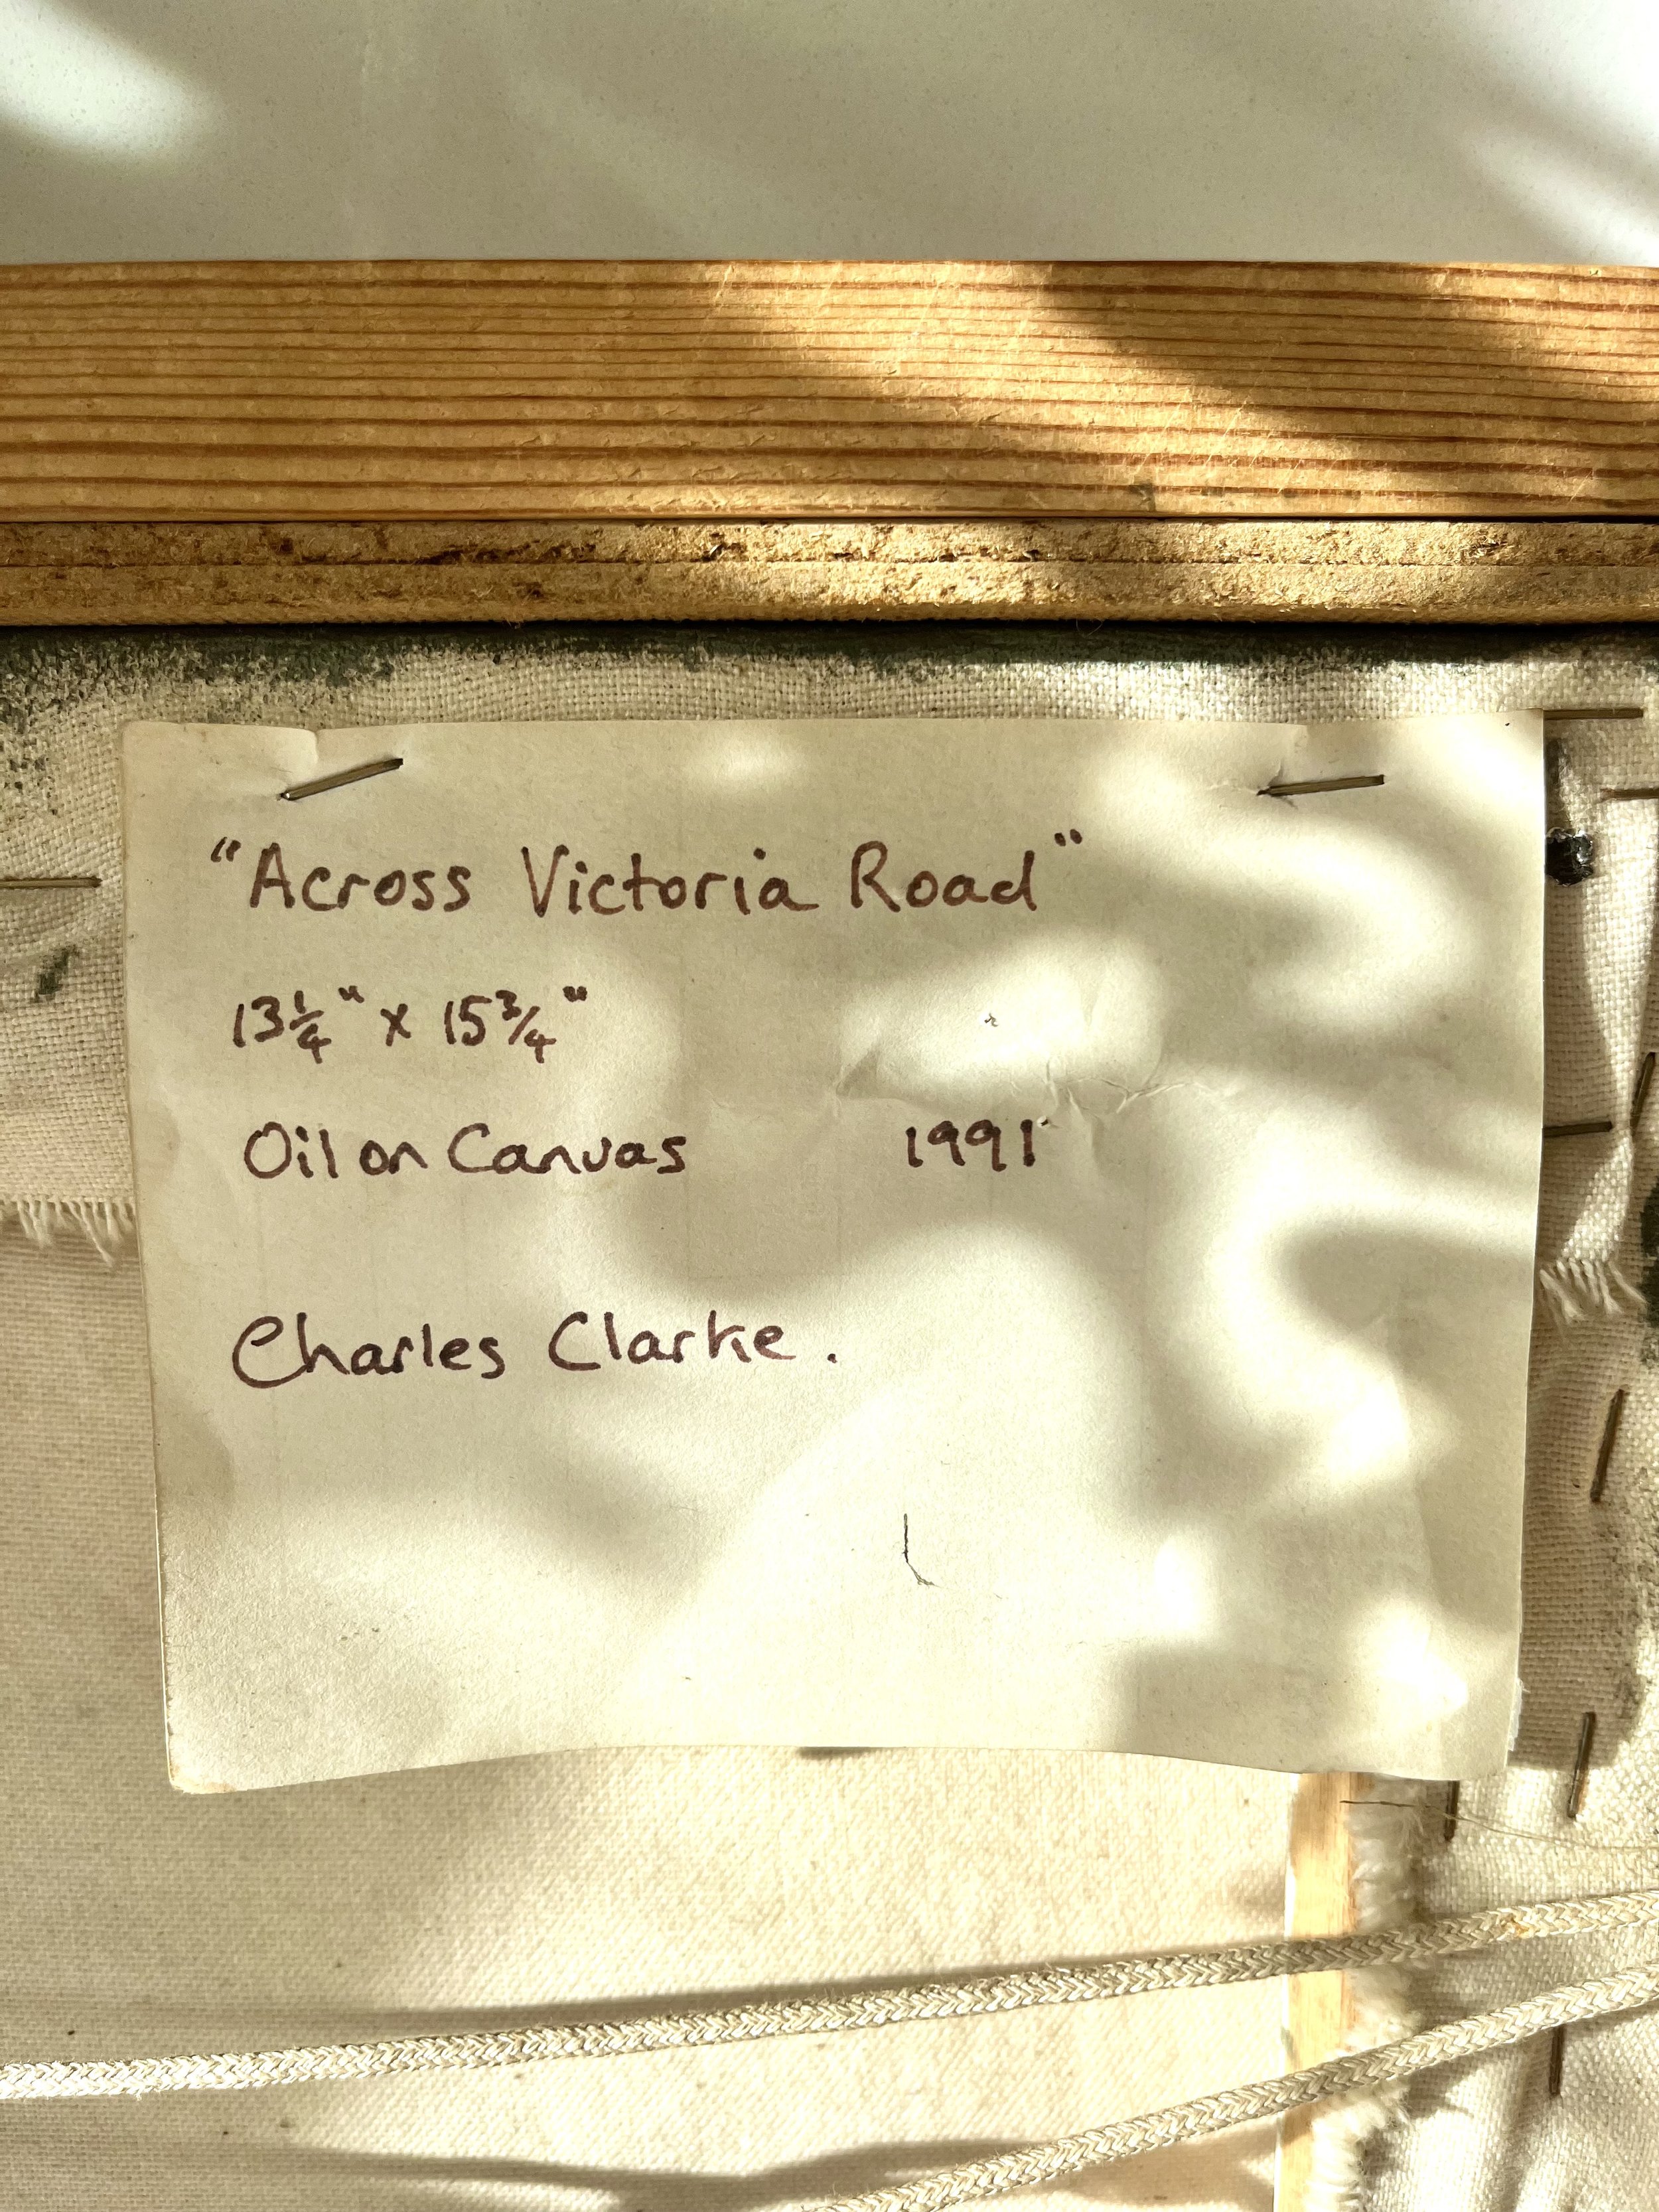 "Across Victoria Road"
13¼" x 15¾"
Oil on Canvas 1991
Charles Clarke.